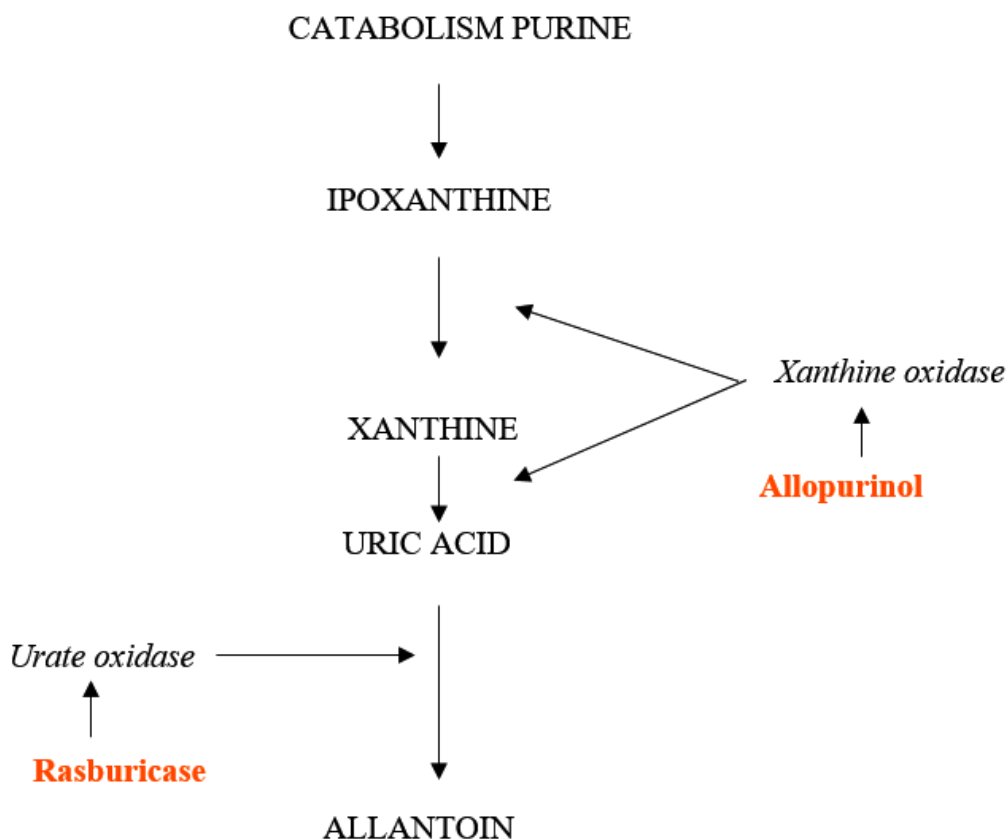 CATABOLISM PURINE
IPOXANTHINE
Xanthine oxidase
XANTHINE
Allopurinol
URIC ACID
Urate oxidase
Rasburicase
ALLANTOIN